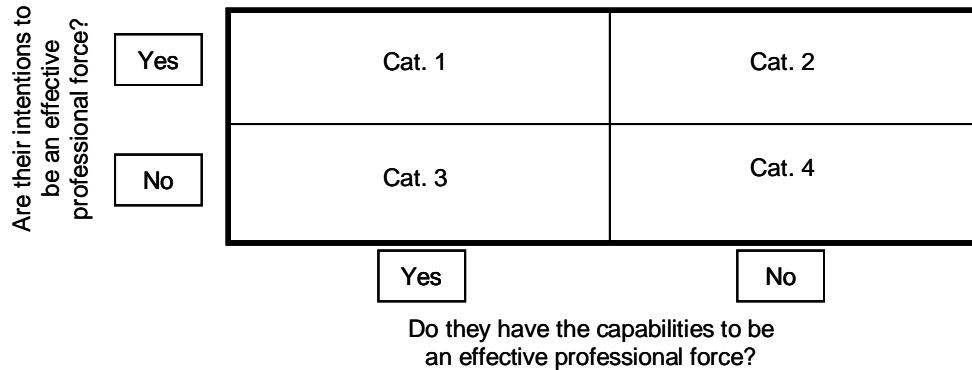 Are their intentions to
be an effective
professional force?
Yes
Cat. 1
Cat. 2
No
Cat. 3
Cat. 4
Yes
No
Do they have the capabilities to be
an effective professional force?